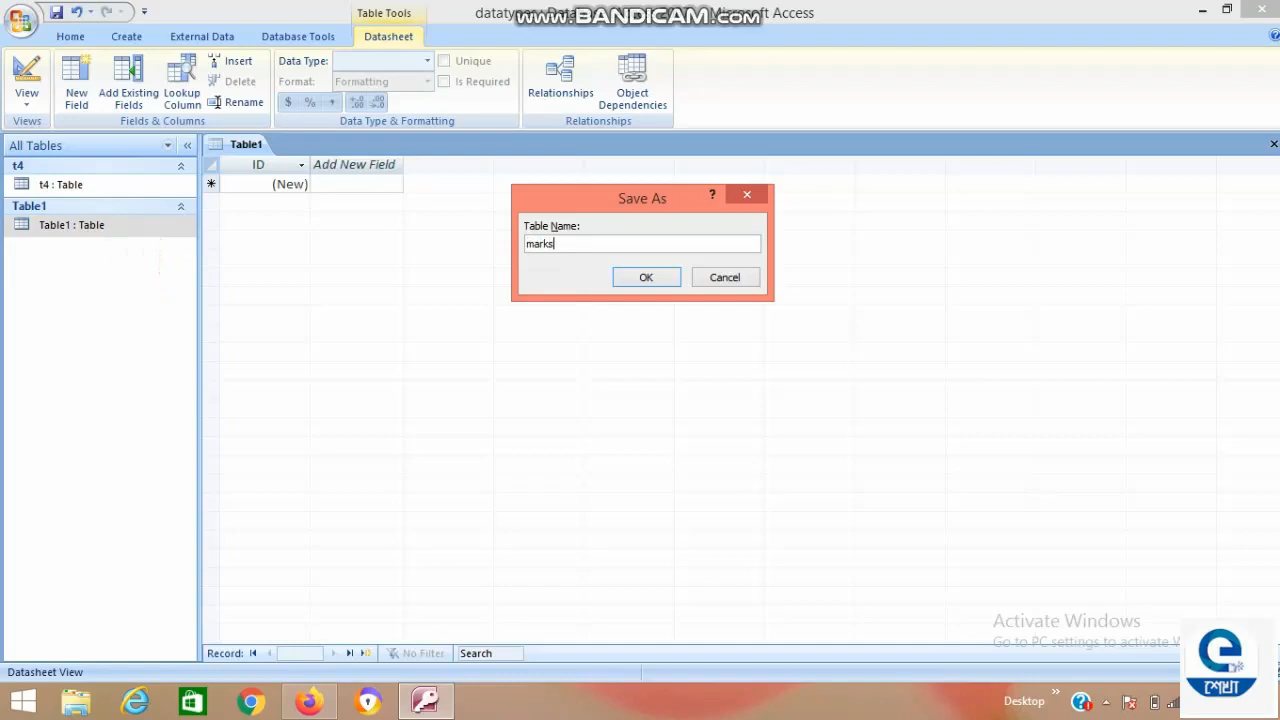 Table Tools
datatypes
www.BANDICAM.com
Microsoft Access
Home
Create
External Data
Database Tools
Datasheet
View
Views
New Field
Add Existing Fields
Lookup Column
Insert
Delete
Rename
Fields & Columns
Data Type:
Unique
Format:
Formatting
Is Required
$ % ,
Data Type & Formatting
Relationships
Object Dependencies
Relationships
All Tables
t4
t4 : Table
Table1
Table1 : Table
Table1
ID
Add New Field
(New)
Save As
?
Table Name:
marks
OK
Cancel
Activate Windows
Go to PC settings to activate W
Record:
No Filter
Search
Datasheet View
Desktop